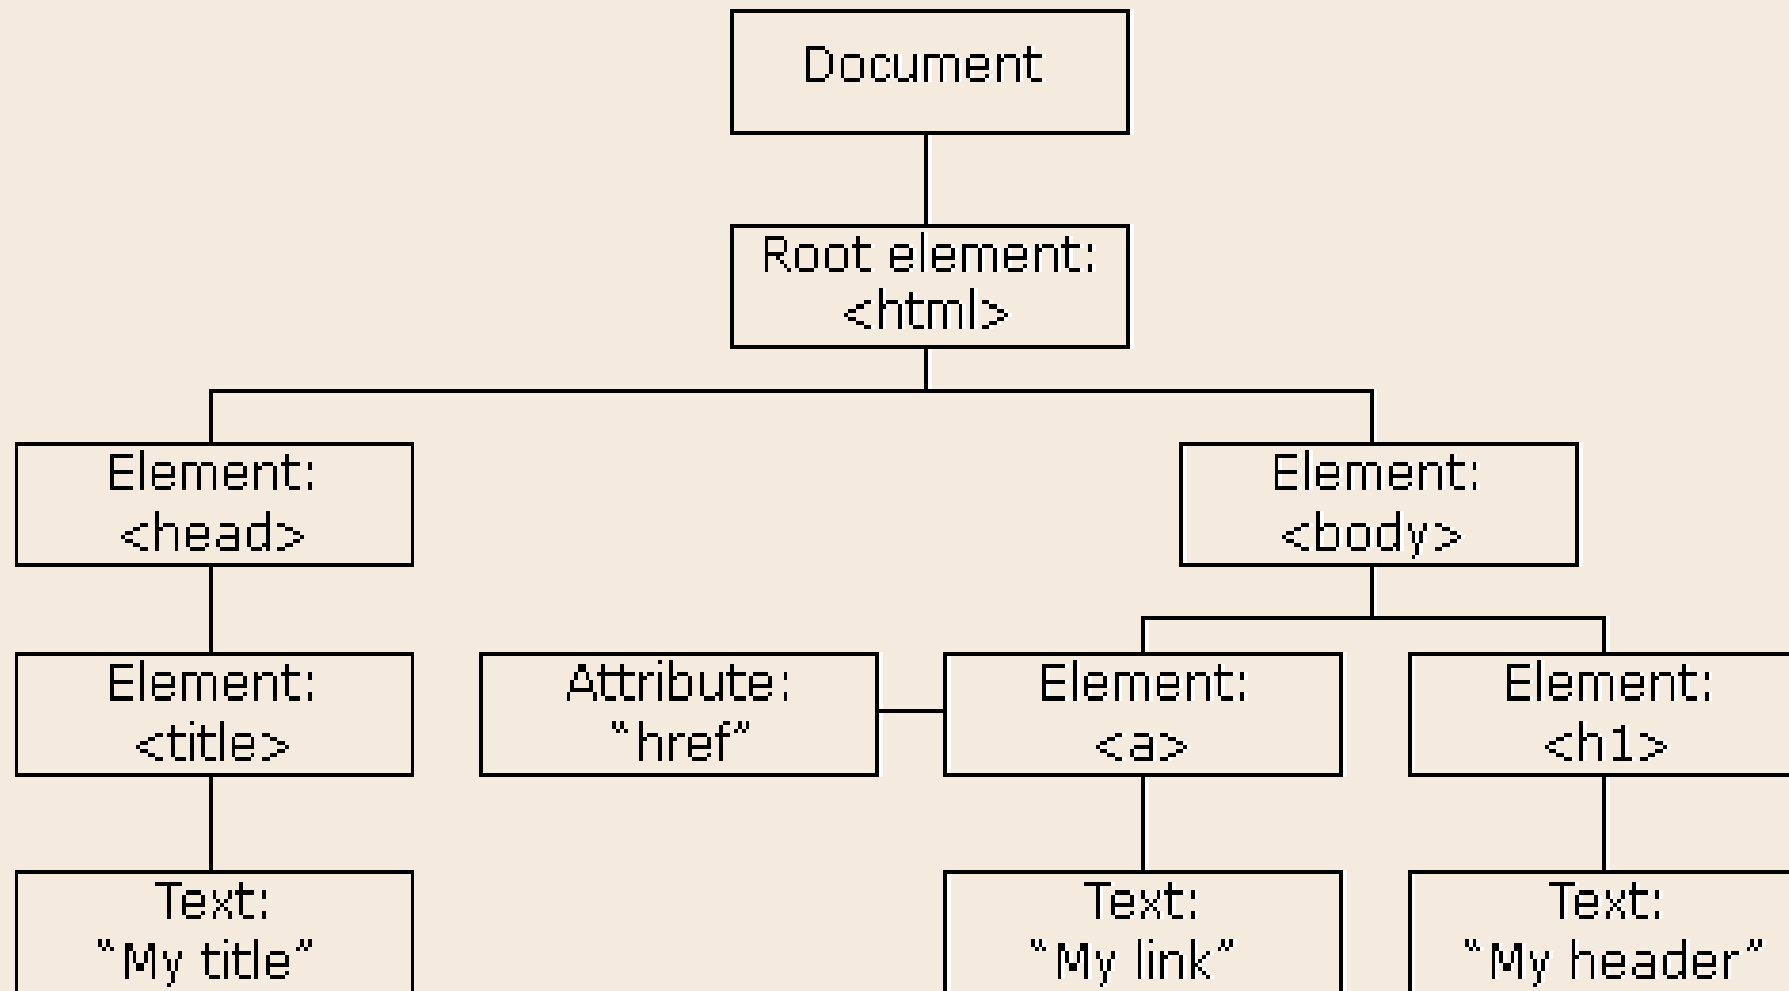 Document
Root element:
<html>
Element:
<head>
Element:
<body>
Element:
<title>
Attribute:
“href”
Element:
<a>
Element:
<h1>
Text:
“My title”
Text:
“My link”
Text:
“My header”